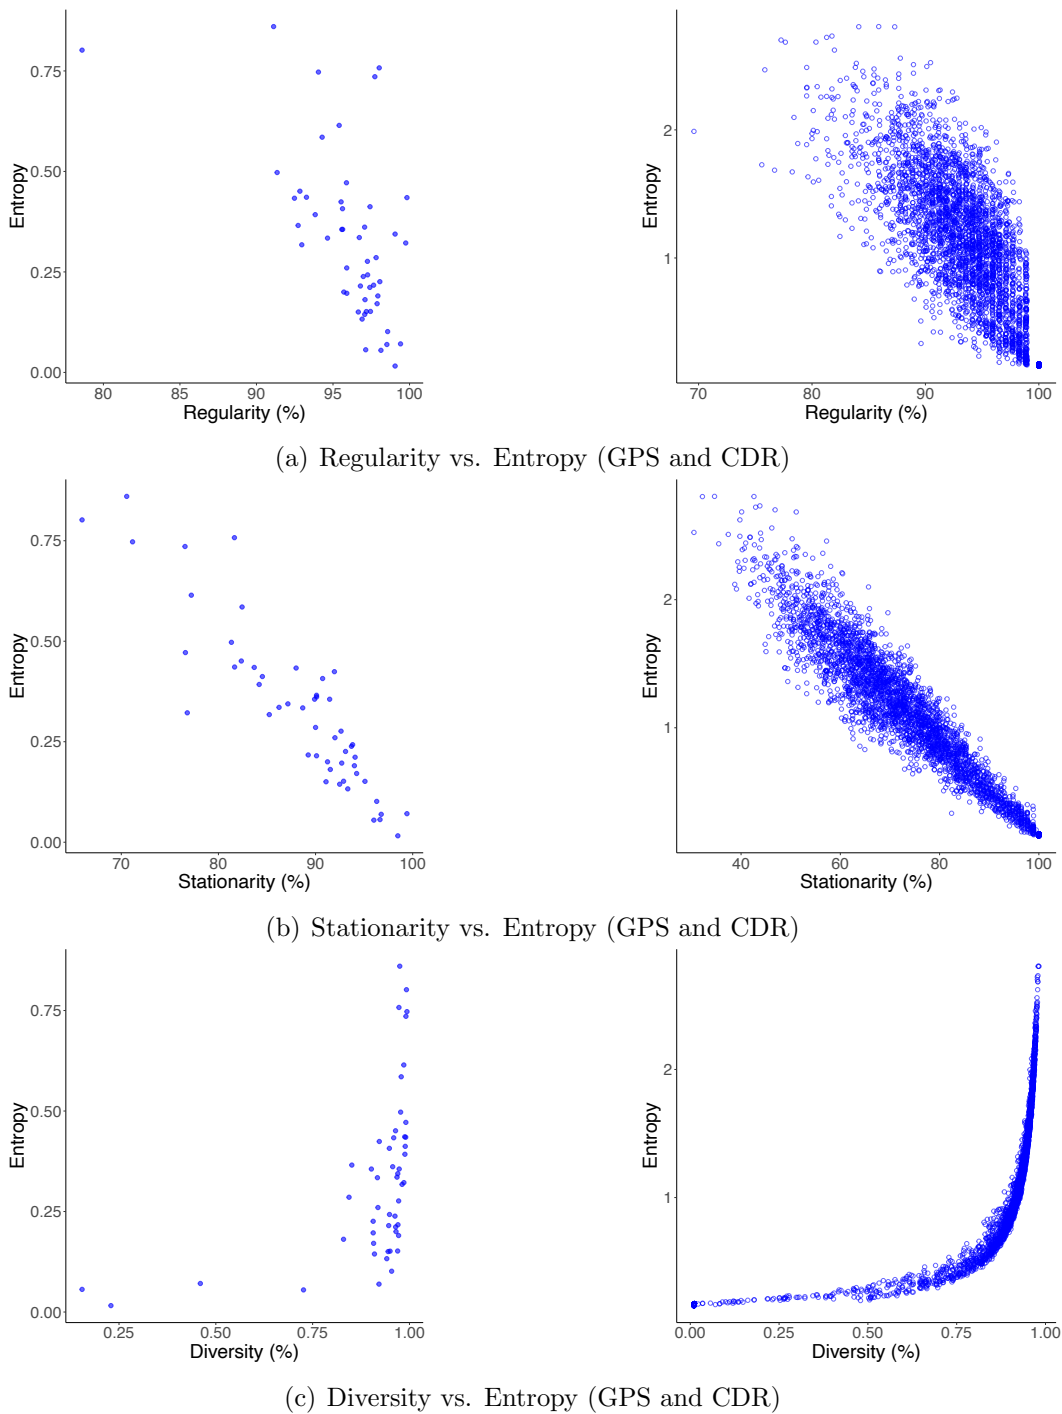 0.75
0.50
0.25
0.00
Entropy
80 85 90 95 100
Regularity (%)
2
1
Entropy
70 80 90 100
Regularity (%)
(a) Regularity vs. Entropy (GPS and CDR)
0.75
0.50
0.25
0.00
Entropy
70 80 90 100
Stationarity (%)
2
1
Entropy
40 60 80 100
Stationarity (%)
(b) Stationarity vs. Entropy (GPS and CDR)
0.75
0.50
0.25
0.00
Entropy
0.25 0.50 0.75 1.00
Diversity (%)
2
1
Entropy
0.00 0.25 0.50 0.75 1.00
Diversity (%)
(c) Diversity vs. Entropy (GPS and CDR)